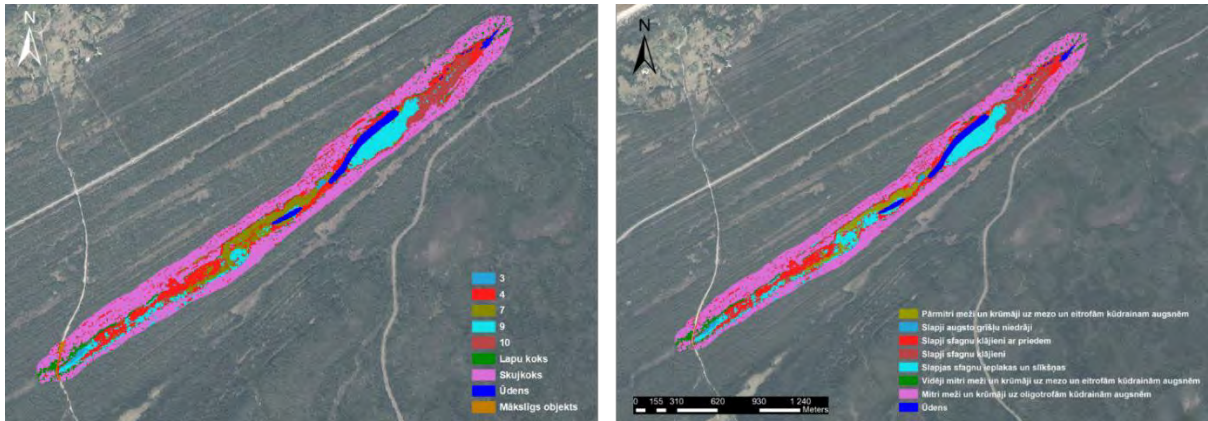 N
3
4
7
9
10
Lapu koks
Skujkoks
Ūdens
Mākslīgs objekts
N
Pārmitri meži un krūmāji uz mezo un eitrofām kūdrainam augsnēm
Slapji augsto grīšļu niedrāji
Slapji sfagnu klājieni ar priedem
Slapji sfagnu klājieni
Slapjas sfagnu ieplakas un slīkšņas
Vidēji mitri meži un krūmāji uz mezo un eitrofām kūdrainām augsnēm
Mitri meži un krūmāji uz oligotrofām kūdrainām augsnēm
Ūdens
0 155 310 620 930 1 240
Meters